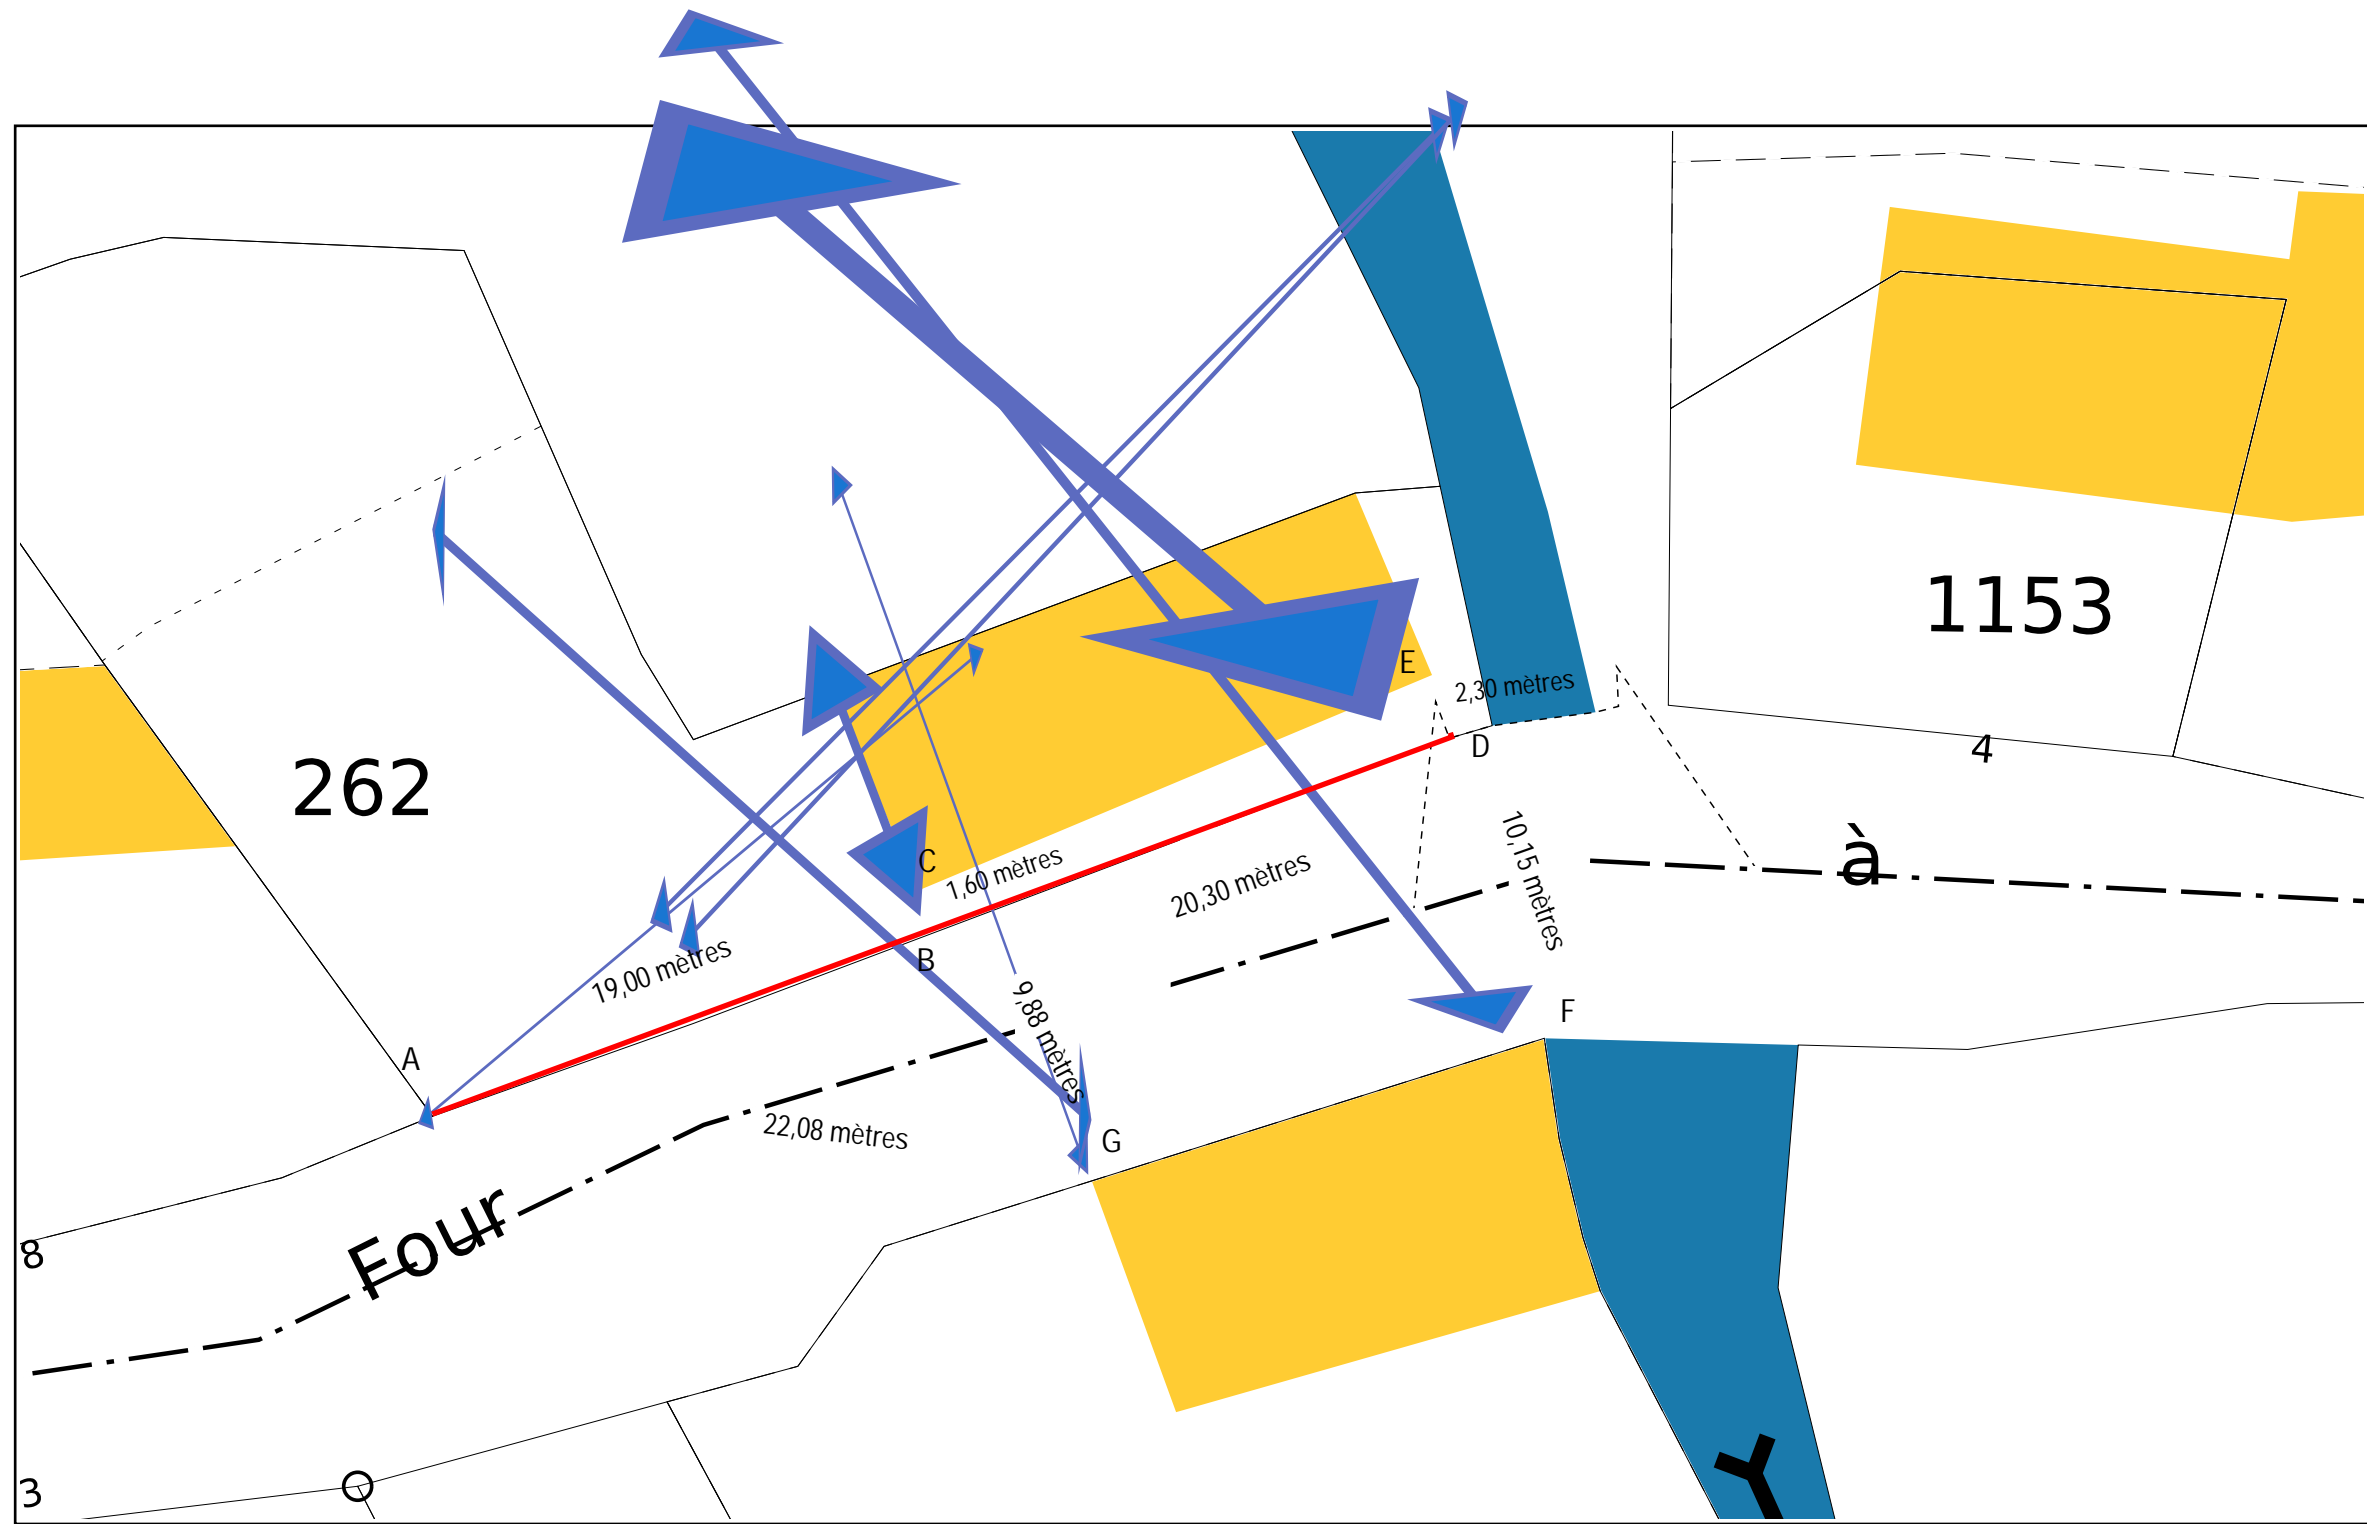 1153
E
2,30 mètres
D
4
262
10,15 mètres
à
C
1,60 mètres
20,30 mètres
B
19,00 mètres
9,88 mètres
F
A
22,08 mètres
G
Four
8
3
Y